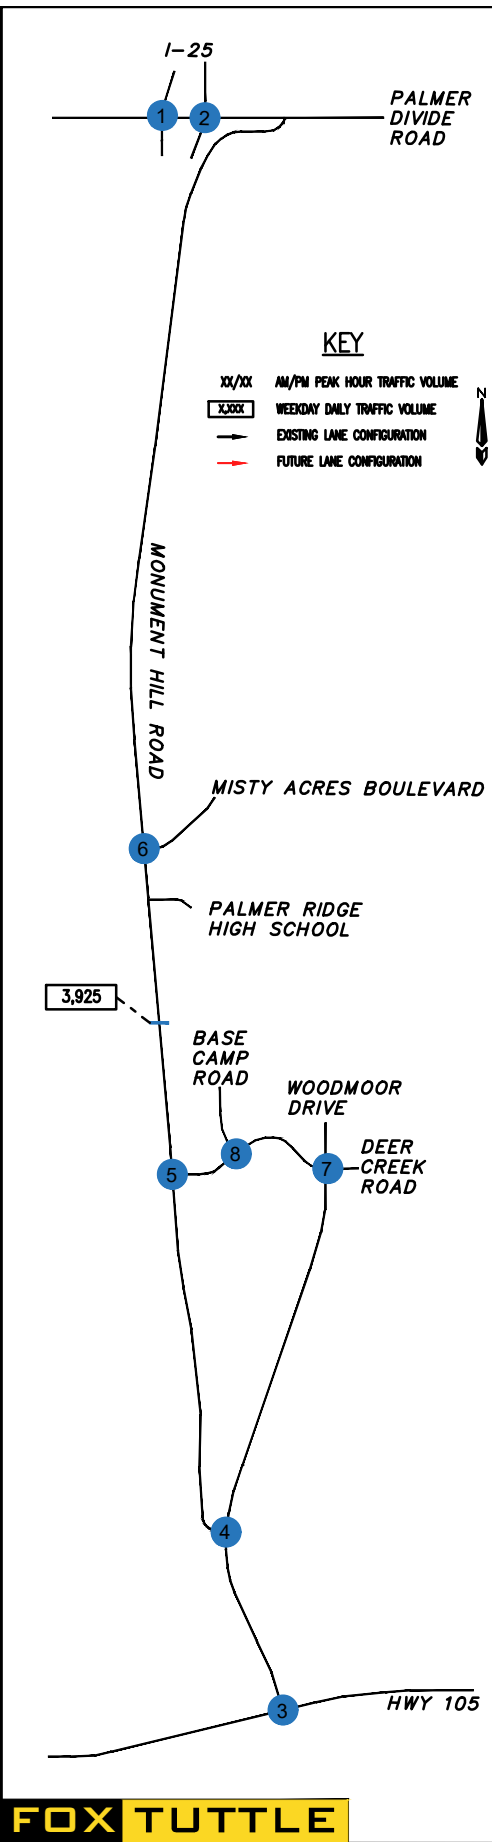 I-25
1
2
PALMER
DIVIDE
ROAD
KEY
XX/XX AM/PM PEAK HOUR TRAFFIC VOLUME
X,XXX WEEKDAY DAILY TRAFFIC VOLUME
EXISTING LANE CONFIGURATION
FUTURE LANE CONFIGURATION
N
MONUMENT HILL ROAD
MISTY ACRES BOULEVARD
6
PALMER RIDGE
HIGH SCHOOL
3,925
BASE
CAMP
ROAD
WOODMOOR
DRIVE
DEER
CREEK
ROAD
8
7
5
4
3
HWY 105
FOX TUTTLE